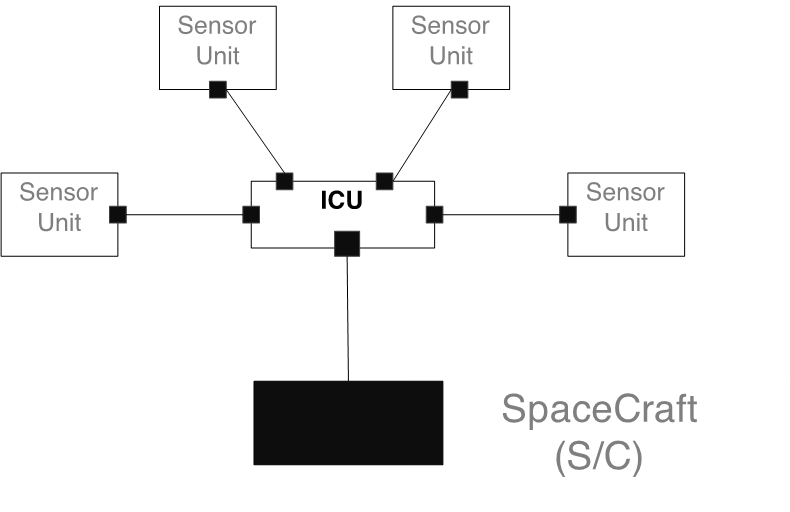 Sensor
Unit
Sensor
Unit
Sensor
Unit
ICU
Sensor
Unit
SpaceCraft
(S/C)